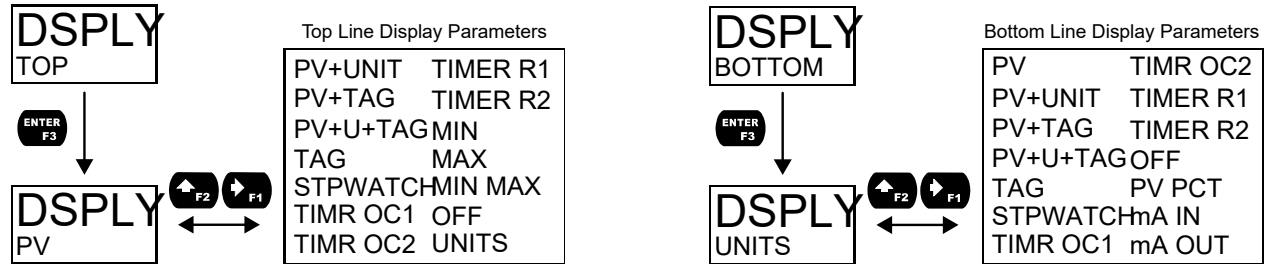 DSPLY
TOP
ENTER
F3
DSPLY
PV
F2
F1
Top Line Display Parameters
PV+UNIT TIMER R1
PV+TAG TIMER R2
PV+U+TAG MIN
TAG MAX
STPWATCH MIN MAX
TIMR OC1 OFF
TIMR OC2 UNITS
DSPLY
BOTTOM
ENTER
F3
DSPLY
UNITS
F2
F1
Bottom Line Display Parameters
PV TIMR OC2
PV+UNIT TIMER R1
PV+TAG TIMER R2
PV+U+TAG OFF
TAG PV PCT
STPWATCH mA IN
TIMR OC1 mA OUT